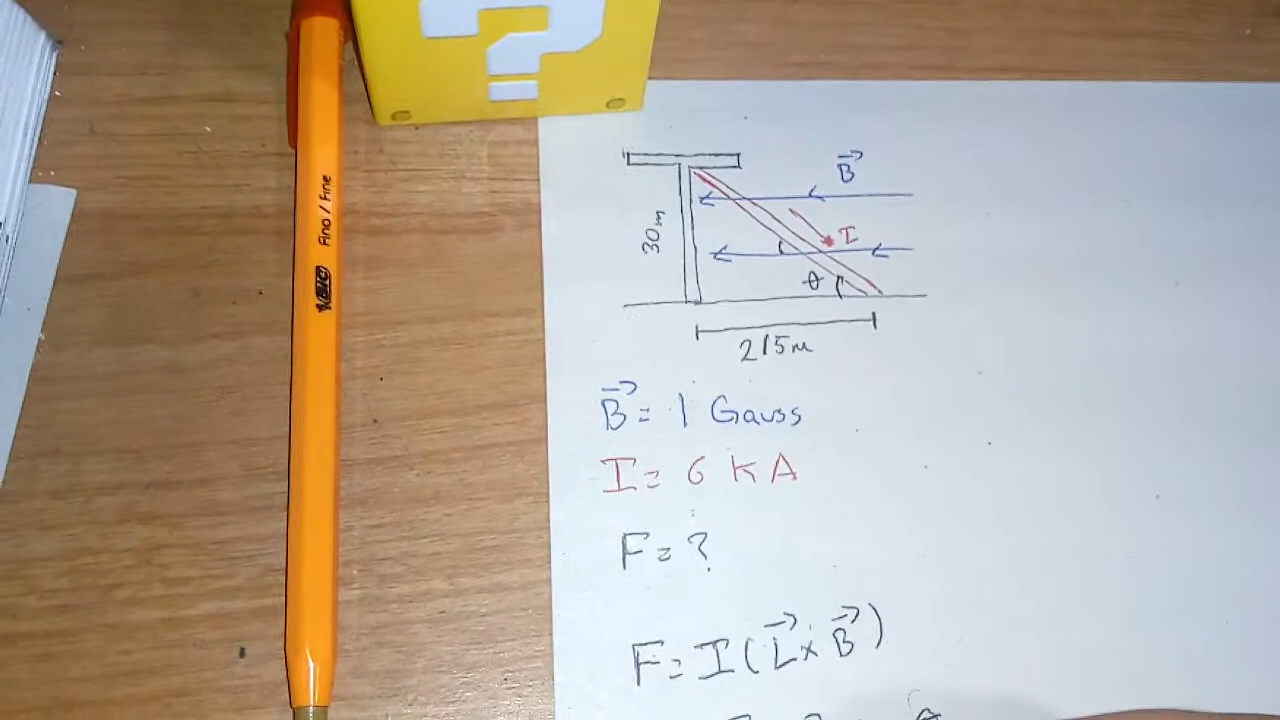 BIC Fino / Fine
?
B
30m
I
θ
215m
B = 1 Gauss
I = 6 KA
F = ?
F = I(L x B)